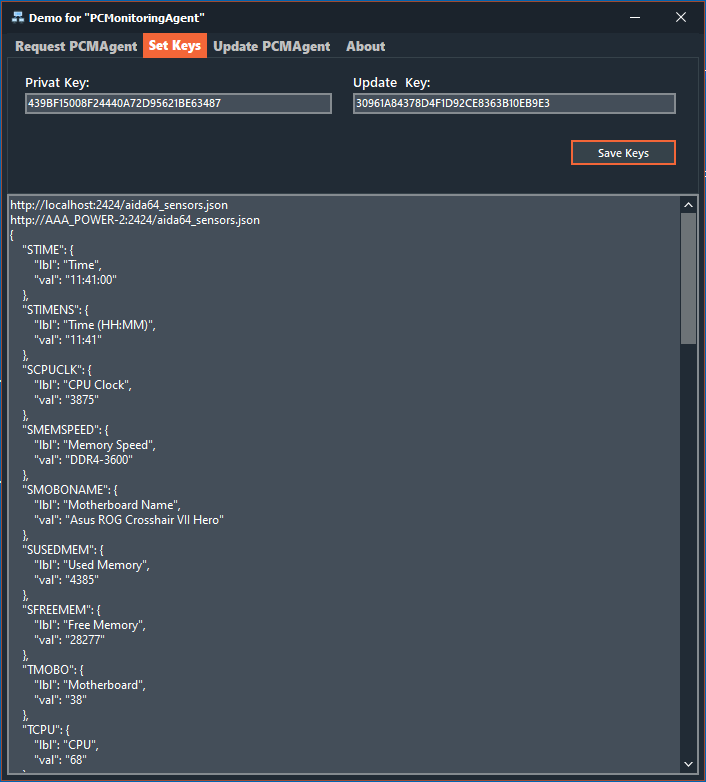 Demo for "PCMonitoringAgent"
Request PCMAgent Set Keys Update PCMAgent About
Privat Key: Update Key:
439BF15008F24440A72D95621BE63487 30961A84378D4F1D92CE8363B10EB9E3
Save Keys
http://localhost:2424/aida64_sensors.json
http://AAA_POWER-2:2424/aida64_sensors.json
{
"STIME": {
"lbl": "Time",
"val": "11:41:00"
},
"STIMENS": {
"lbl": "Time (HH:MM)",
"val": "11:41"
},
"SCPUCLK": {
"lbl": "CPU Clock",
"val": "3875"
},
"SMEMSPEED": {
"lbl": "Memory Speed",
"val": "DDR4-3600"
},
"SMOBONAME": {
"lbl": "Motherboard Name",
"val": "Asus ROG Crosshair VII Hero"
},
"SUSEDMEM": {
"lbl": "Used Memory",
"val": "4385"
},
"SFREEMEM": {
"lbl": "Free Memory",
"val": "28277"
},
"TMOBO": {
"lbl": "Motherboard",
"val": "38"
},
"TCPU": {
"lbl": "CPU",
"val": "68"